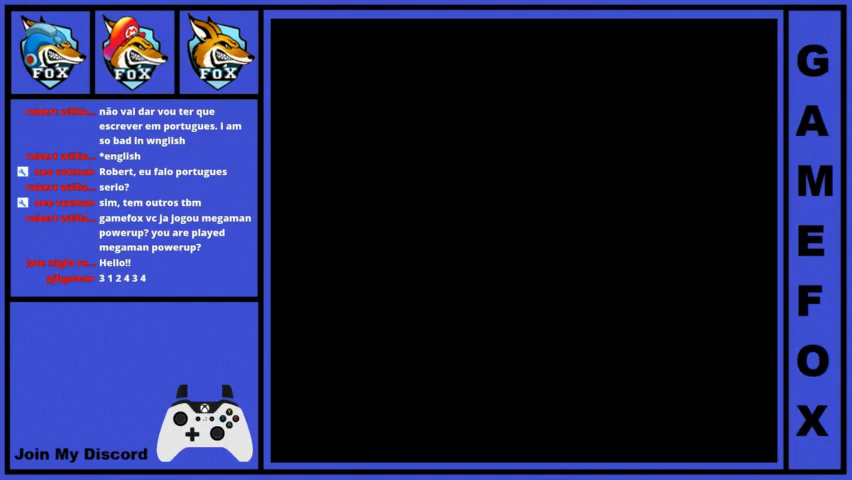 FOX
FOX
FOX
não vai dar vou ter que
escrever em portugues. I am
so bad in wnglish
*english
Robert, eu falo portugues
serio?
sim, tem outros tbm
gamefox vc ja jogou megaman
powerup? you are played
megaman powerup?
Hello!!
3 1 2 4 3 4
Join My Discord
GAMEFOX